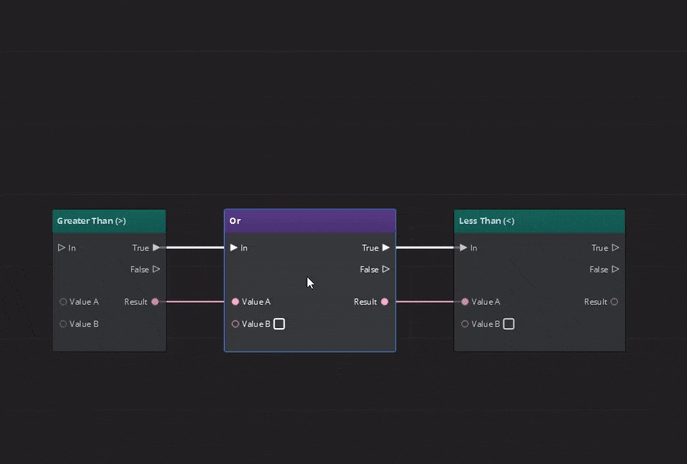 Greater Than (>)
In
True
False
Value A
Result
Value B
Or
In
True
False
Value A
Result
Value B
Less Than (<)
In
True
False
Value A
Result
Value B